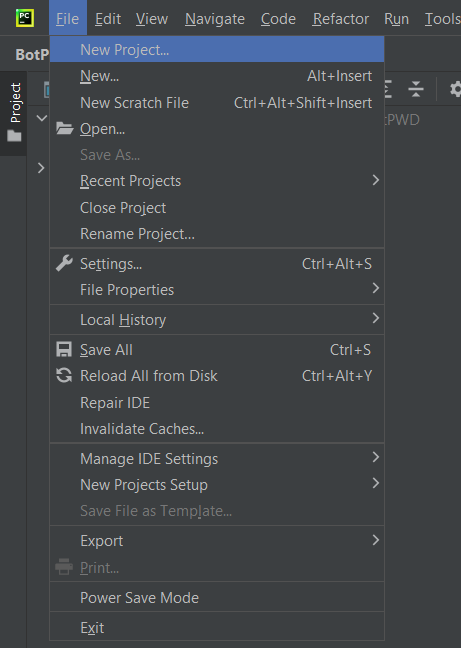 PC
File Edit View Navigate Code Refactor Run Tools
BotP
Project
PWD
New Project...
New... Alt+Insert
New Scratch File Ctrl+Alt+Shift+Insert
Open...
Save As...
Recent Projects
Close Project
Rename Project...
Settings... Ctrl+Alt+S
File Properties
Local History
Save All Ctrl+S
Reload All from Disk Ctrl+Alt+Y
Repair IDE
Invalidate Caches...
Manage IDE Settings
New Projects Setup
Save File as Template...
Export
Print...
Power Save Mode
Exit